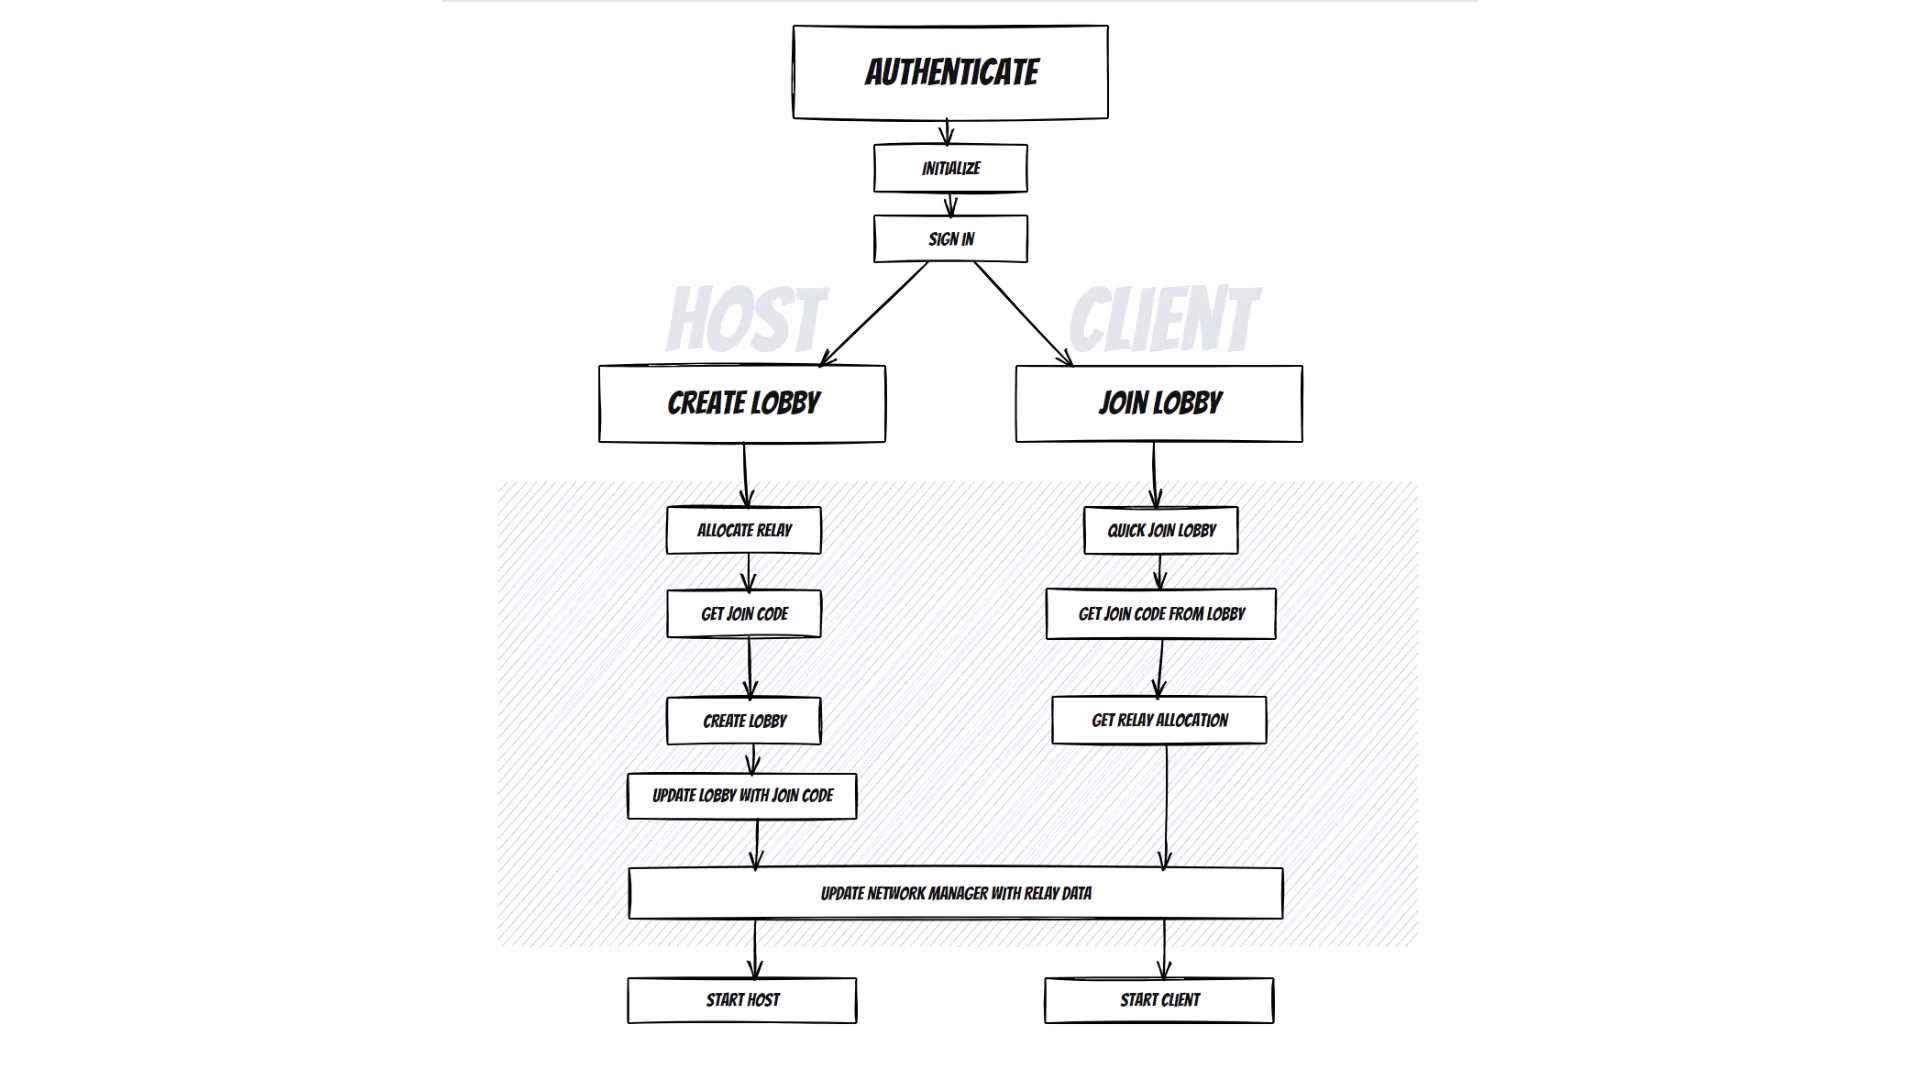 AUTHENTICATE
INITIALIZE
SIGN IN
HOST
CLIENT
CREATE LOBBY
JOIN LOBBY
ALLOCATE RELAY
QUICK JOIN LOBBY
GET JOIN CODE
GET JOIN CODE FROM LOBBY
CREATE LOBBY
GET RELAY ALLOCATION
UPDATE LOBBY WITH JOIN CODE
UPDATE NETWORK MANAGER WITH RELAY DATA
START HOST
START CLIENT